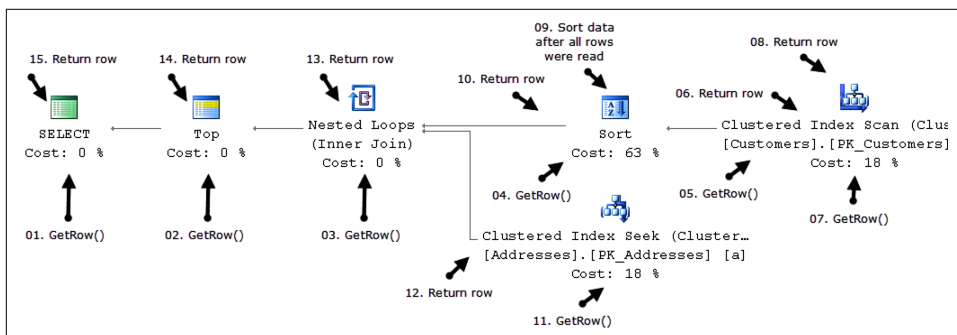 09. Sort data
after all rows
were read
08. Return row
15. Return row
14. Return row
13. Return row
10. Return row
06. Return row
SELECT
Cost: 0 %
Top
Cost: 0 %
Nested Loops
(Inner Join)
Cost: 0 %
Sort
Cost: 63 %
Clustered Index Scan (Clus
[Customers].[PK_Customers]
Cost: 18 %
04. GetRow()
05. GetRow()
07. GetRow()
01. GetRow()
02. GetRow()
03. GetRow()
Clustered Index Seek (Cluster…
[Addresses].[PK_Addresses] [a]
Cost: 18 %
12. Return row
11. GetRow()